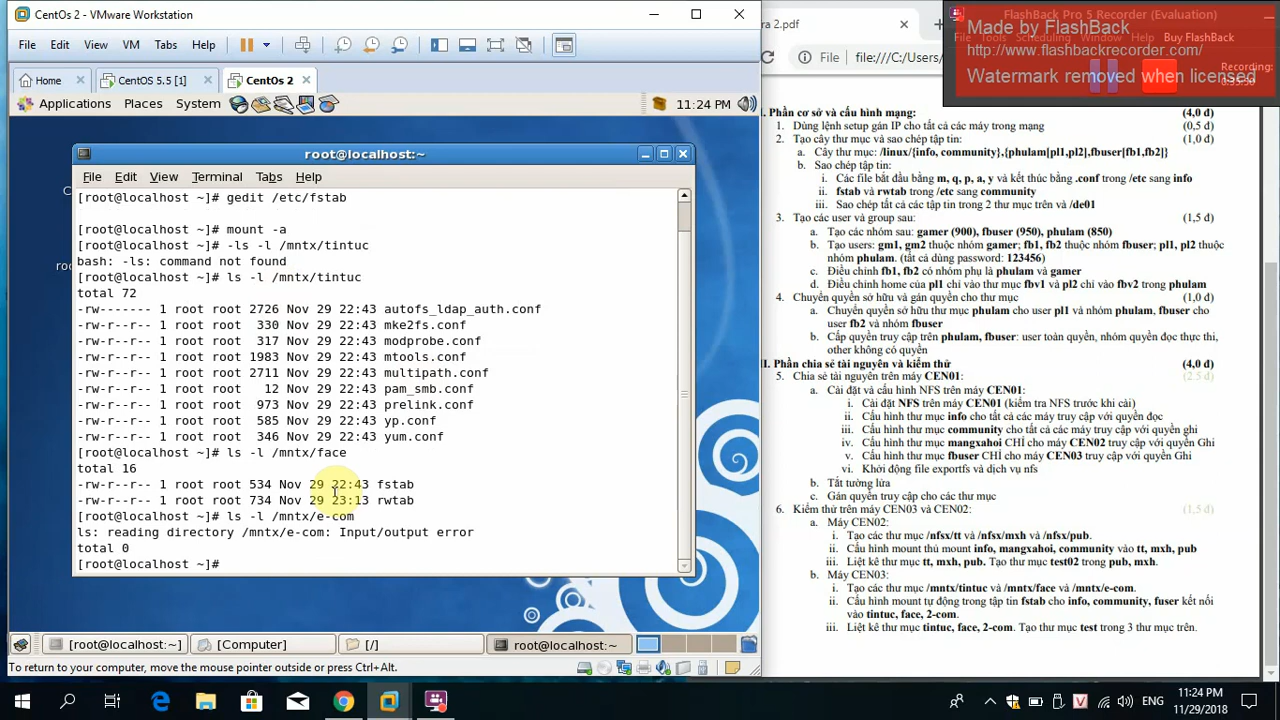 CentOs 2 - VMware Workstation
File Edit View VM Tabs Help
Home
CentOS 5.5 [1]
CentOs 2
Applications Places System
11:24 PM
root@localhost:~
File Edit View Terminal Tabs Help
[root@localhost ~]# gedit /etc/fstab
[root@localhost ~]# mount -a
[root@localhost ~]# -ls -l /mntx/tintuc
bash: -ls: command not found
[root@localhost ~]# ls -l /mntx/tintuc
total 72
-rw------- 1 root root 2726 Nov 29 22:43 autofs_ldap_auth.conf
-rw-r--r-- 1 root root 330 Nov 29 22:43 mke2fs.conf
-rw-r--r-- 1 root root 317 Nov 29 22:43 modprobe.conf
-rw-r--r-- 1 root root 1983 Nov 29 22:43 mtools.conf
-rw-r--r-- 1 root root 2711 Nov 29 22:43 multipath.conf
-rw-r--r-- 1 root root 12 Nov 29 22:43 pam_smb.conf
-rw-r--r-- 1 root root 973 Nov 29 22:43 prelink.conf
-rw-r--r-- 1 root root 585 Nov 29 22:43 yp.conf
-rw-r--r-- 1 root root 346 Nov 29 22:43 yum.conf
[root@localhost ~]# ls -l /mntx/face
total 16
-rw-r--r-- 1 root root 534 Nov 29 22:43 fstab
-rw-r--r-- 1 root root 734 Nov 29 23:13 rwtab
[root@localhost ~]# ls -l /mntx/e-com
ls: reading directory /mntx/e-com: Input/output error
total 0
[root@localhost ~]#
[root@localhost:~]
[Computer]
[/]
root@localhost:~
To return to your computer, move the mouse pointer outside or press Ctrl+Alt.
ra 2.pdf
File
file:///C:/Users/
FlashBack Pro 5 Recorder (Evaluation)
File Tools Scheduling Window Help Buy FlashBack
Made by FlashBack
http://www.flashbackrecorder.com/
Watermark removed when licensed
Recording:
I. Phần cơ sở và cấu hình mạng: (4,0 đ)
1. Dùng lệnh setup gán IP cho tất cả các máy trong mạng (0,5 đ)
2. Tạo cây thư mục và sao chép tập tin: (1,0 đ)
a. Cây thư mục: /linux/{info, community},{phulam[pl1,pl2],fbuser[fb1,fb2]}
b. Sao chép tập tin:
i. Các file bắt đầu bằng m, q, p, a, y và kết thúc bằng .conf trong /etc sang info
ii. fstab và rwtab trong /etc sang community
iii. Sao chép tất cả các tập tin trong 2 thư mục trên và /de01
3. Tạo các user và group sau: (1,5 đ)
a. Tạo các nhóm sau: gamer (900), fbuser (950), phulam (850)
b. Tạo users: gm1, gm2 thuộc nhóm gamer; fb1, fb2 thuộc nhóm fbuser; pl1, pl2 thuộc
nhóm phulam. (tất cả dùng password: 123456)
c. Điều chỉnh fb1, fb2 có nhóm phụ là phulam và gamer
d. Điều chỉnh home của pl1 chỉ vào thư mục fbv1 và pl2 chỉ vào fbv2 trong phulam
4. Chuyển quyền sở hữu và gán quyền cho thư mục (1,0 đ)
a. Chuyển quyền sở hữu thư mục phulam cho user pl1 và nhóm phulam, fbuser cho
user fb2 và nhóm fbuser
b. Cấp quyền truy cập trên phulam, fbuser: user toàn quyền, nhóm quyền đọc thực thi,
other không có quyền
II. Phần chia sẻ tài nguyên và kiểm thử (4,0 đ)
5. Chia sẻ tài nguyên trên máy CEN01: (2.5 đ)
a. Cài đặt và cấu hình NFS trên máy CEN01:
i. Cài đặt NFS trên máy CEN01 (kiểm tra NFS trước khi cài)
ii. Cấu hình thư mục info cho tất cả các máy truy cập với quyền đọc
iii. Cấu hình thư mục community cho tất cả các máy truy cập với quyền ghi
iv. Cấu hình thư mục mangxahoi CHỈ cho máy CEN02 truy cập với quyền Ghi
v. Cấu hình thư mục fbuser CHỈ cho máy CEN03 truy cập với quyền Ghi
vi. Khởi động file exportfs và dịch vụ nfs
b. Tắt tường lửa
c. Gán quyền truy cập cho các thư mục
6. Kiểm thử trên máy CEN03 và CEN02: (1,5 đ)
a. Máy CEN02:
i. Tạo các thư mục /nfsx/tt và /nfsx/mxh và /nfsx/pub.
ii. Cấu hình mount thủ mount info, mangxahoi, community vào tt, mxh, pub
iii. Liệt kê thư mục tt, mxh, pub. Tạo thư mục test02 trong pub, mxh.
b. Máy CEN03:
i. Tạo các thư mục /mntx/tintuc và /mntx/face và /mntx/e-com.
ii. Cấu hình mount tự động trong tập tin fstab cho info, community, fuser kết nối
vào tintuc, face, 2-com.
iii. Liệt kê thư mục tintuc, face, 2-com. Tạo thư mục test trong 3 thư mục trên.
ENG
11:24 PM
11/29/2018